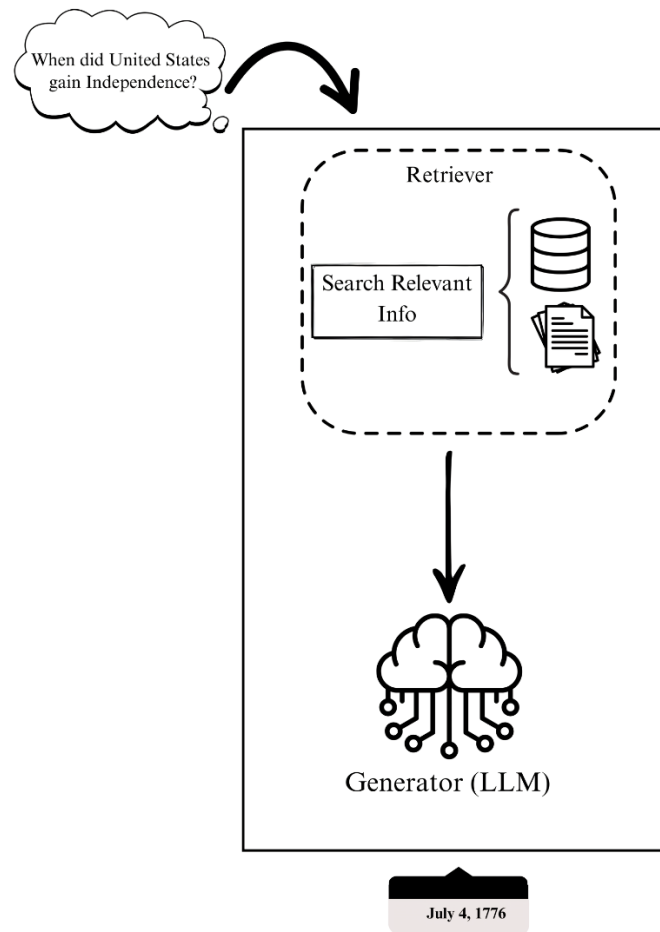 When did United States
gain Independence?
Retriever
Search Relevant
Info
Generator (LLM)
July 4, 1776